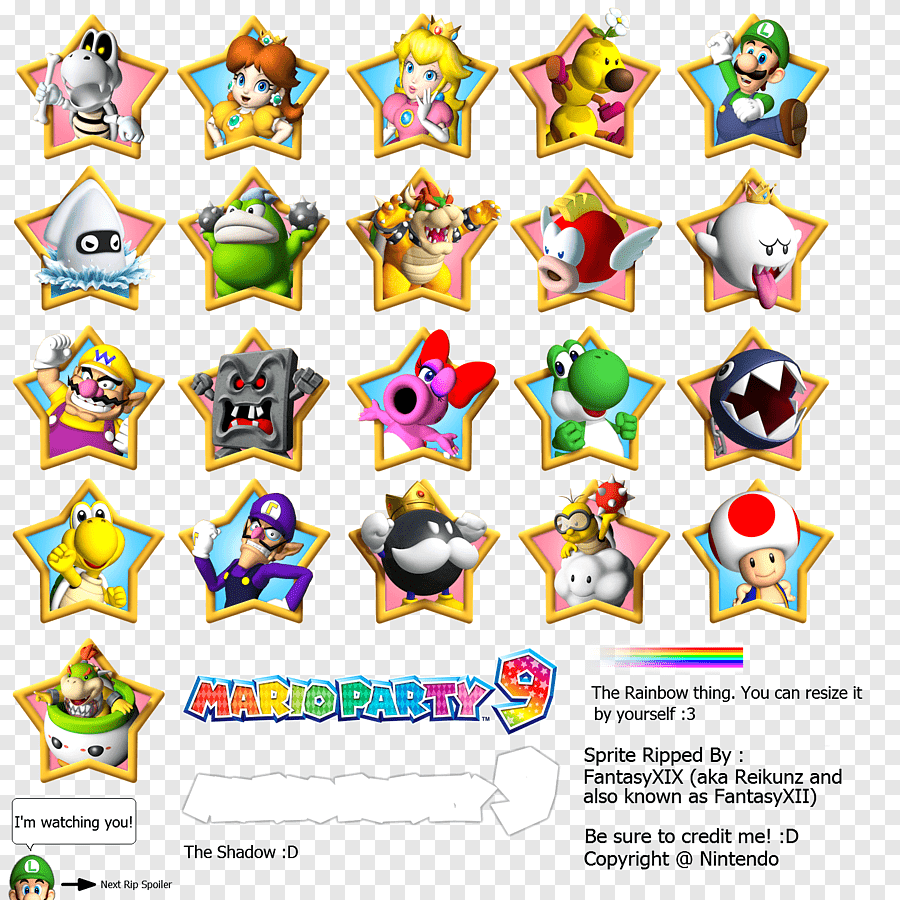 W
L
MARIO PARTY 9
TM
The Rainbow thing. You can resize it
by yourself :3
Sprite Ripped By :
FantasyXIX (aka Reikunz and
also known as FantasyXII)
Be sure to credit me! :D
Copyright @ Nintendo
The Shadow :D
I'm watching you!
L
Next Rip Spoiler